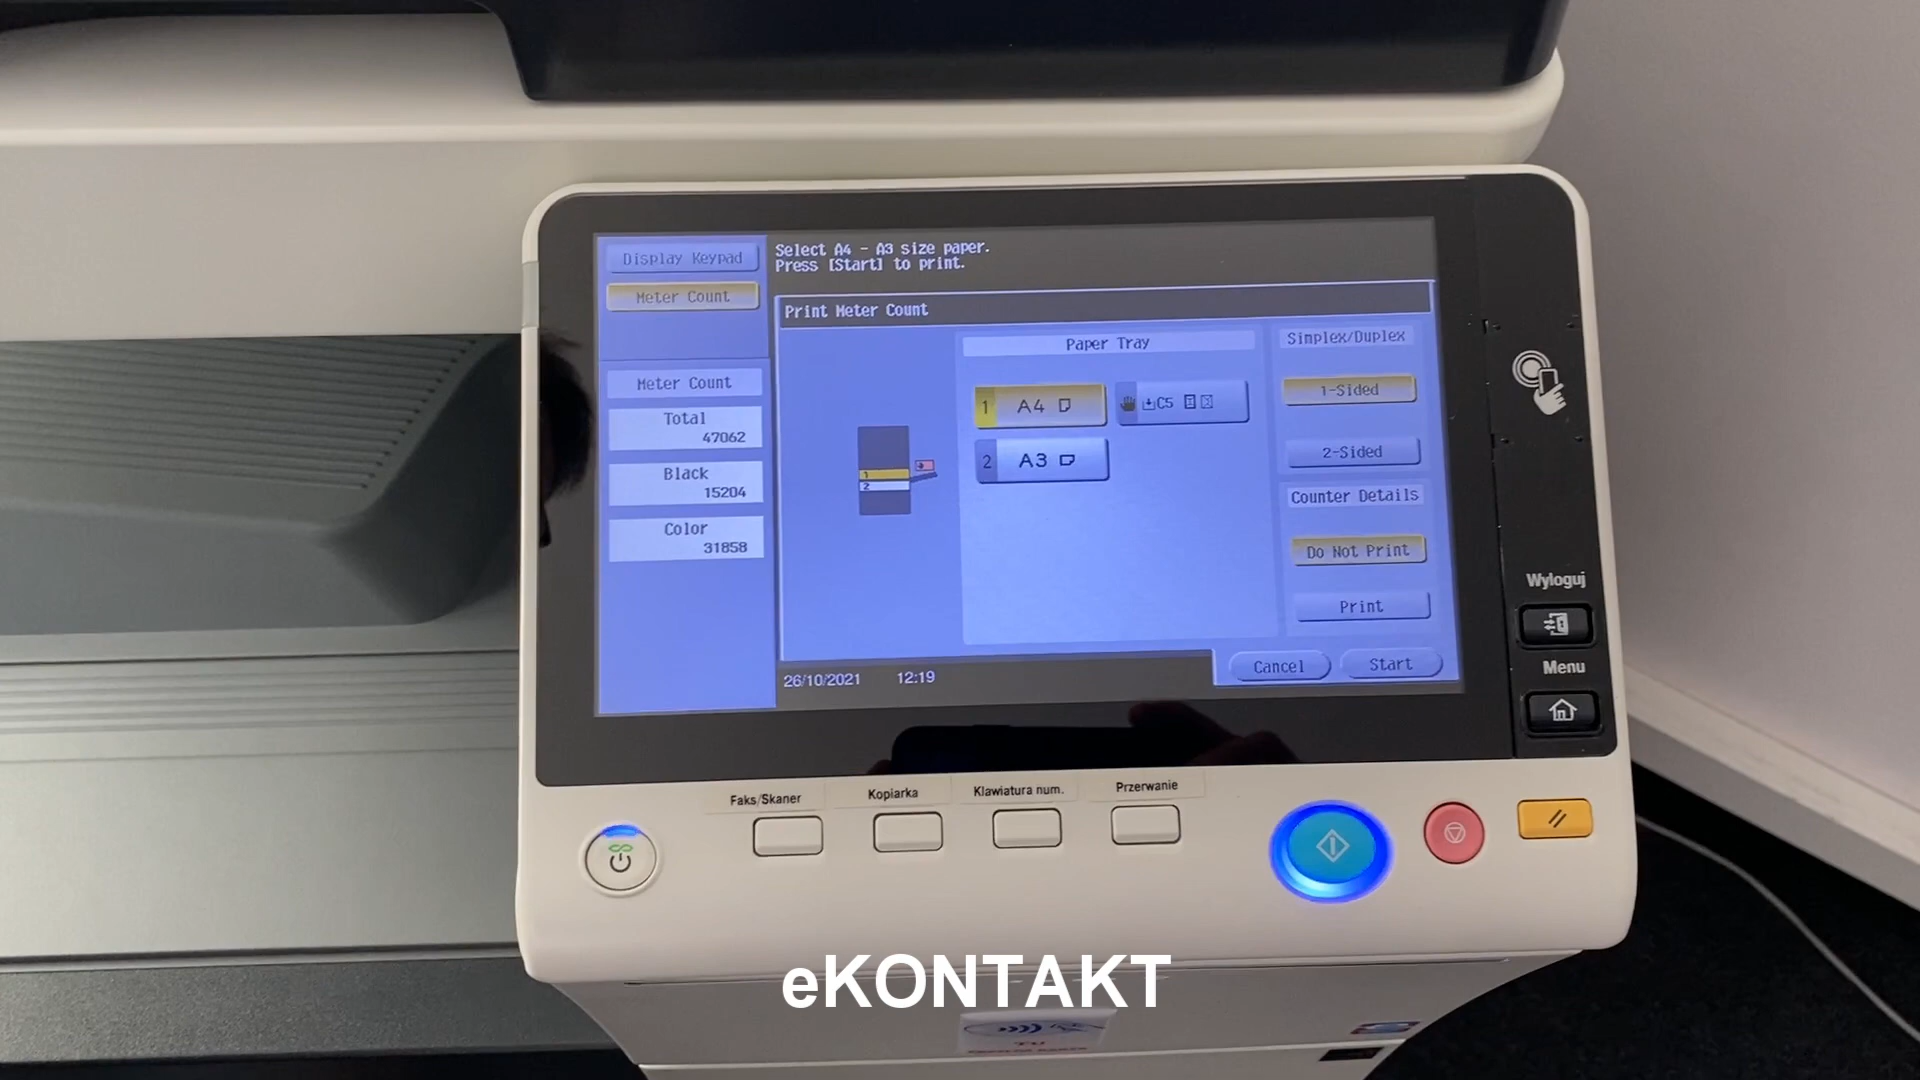 Display Keypad
Meter Count
Select A4 - A3 size paper.
Press [Start] to print.
Print Meter Count
Meter Count
Total
47062
Black
15204
Color
31858
1
2
Paper Tray
1 A4
C5
2 A3
Simplex/Duplex
1-Sided
2-Sided
Counter Details
Do Not Print
Print
Cancel
Start
26/10/2021 12:19
Wyloguj
Menu
Faks/Skaner
Kopiarka
Klawiatura num.
Przerwanie
eKONTAKT